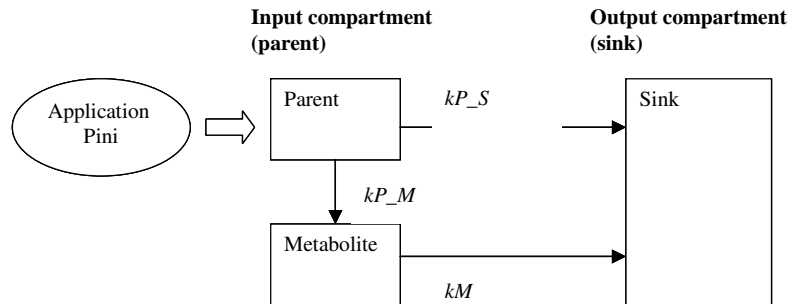 Input compartment
(parent)
Output compartment
(sink)
Application
Pini
Parent
kP_S
Sink
kP_M
Metabolite
kM